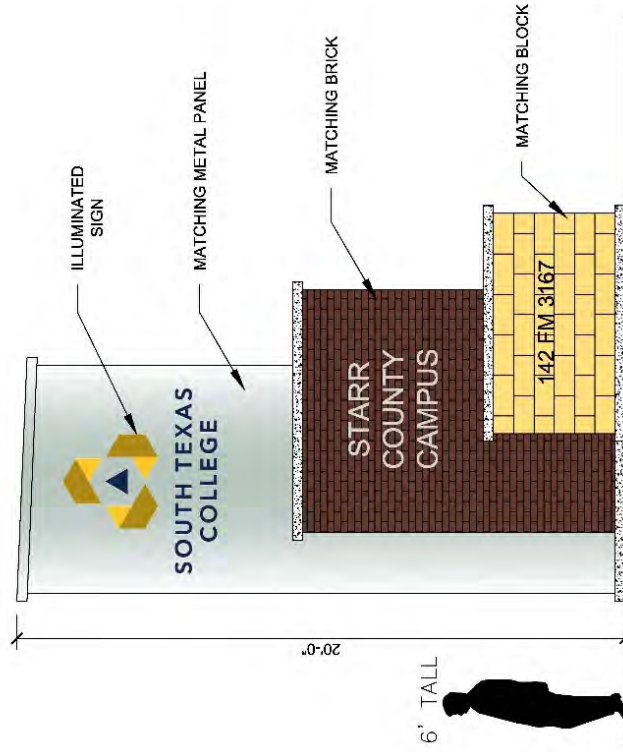 ILLUMINATED
SIGN
MATCHING METAL PANEL
MATCHING BRICK
MATCHING BLOCK
SOUTH TEXAS
COLLEGE
STARR
COUNTY
CAMPUS
142 FM 3167
20'-0"
6' TALL